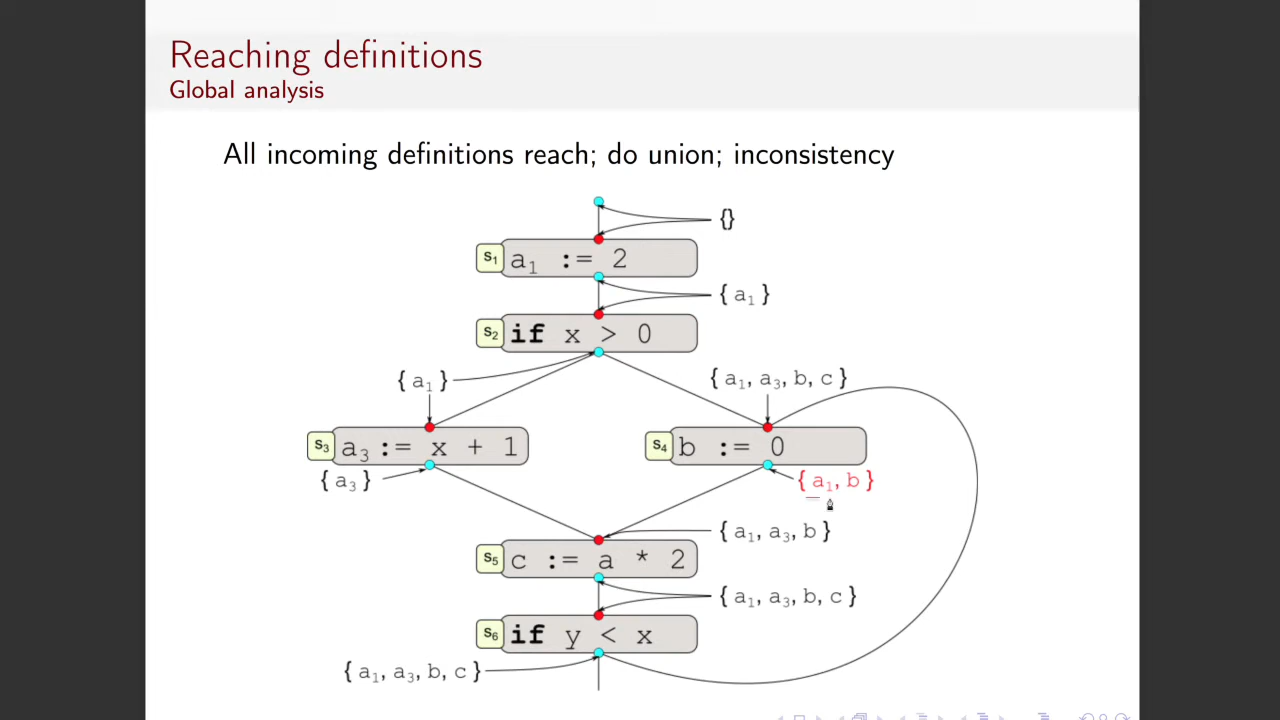 Reaching definitions
Global analysis
All incoming definitions reach; do union; inconsistency
{}
S₁ a₁ := 2
{ a₁ }
S₂ if x > 0
{ a₁ }
{ a₁, a₃, b, c }
S₃ a₃ := x + 1
S₄ b := 0
{ a₃ }
{ a₁, b }
{ a₁, a₃, b }
S₅ c := a * 2
{ a₁, a₃, b, c }
S₆ if y < x
{ a₁, a₃, b, c }